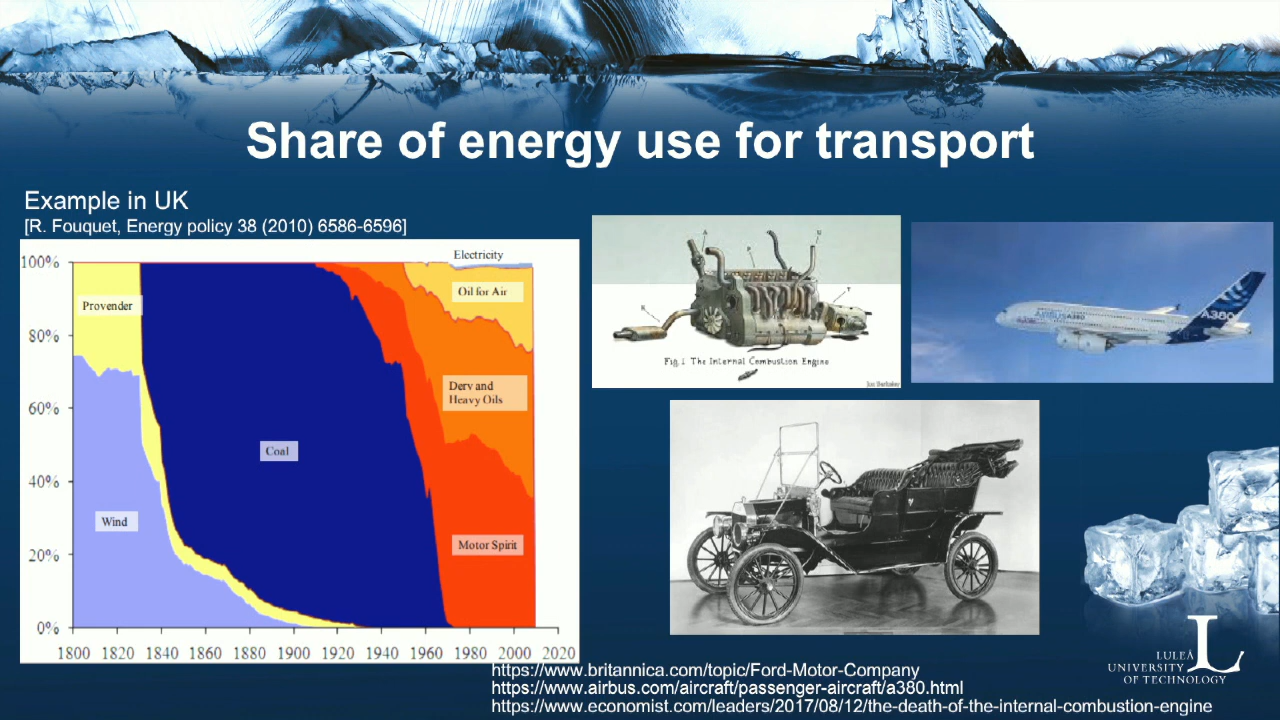 Share of energy use for transport
Example in UK
[R. Fouquet, Energy policy 38 (2010) 6586-6596]
100%
80%
60%
40%
20%
0%
1800 1820 1840 1860 1880 1900 1920 1940 1960 1980 2000 2020
Electricity
Oil for Air
Provender
Derv and
Heavy Oils
Coal
Wind
Motor Spirit
Fig.1 The Internal Combustion Engine
AIRBUS A380
A380
https://www.britannica.com/topic/Ford-Motor-Company
https://www.airbus.com/aircraft/passenger-aircraft/a380.html
https://www.economist.com/leaders/2017/08/12/the-death-of-the-internal-combustion-engine
LULEÅ
UNIVERSITY
OF TECHNOLOGY